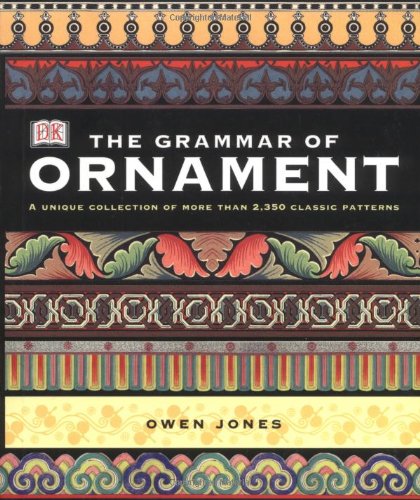 DK
THE GRAMMAR OF
ORNAMENT
A UNIQUE COLLECTION OF MORE THAN 2,350 CLASSIC PATTERNS
OWEN JONES